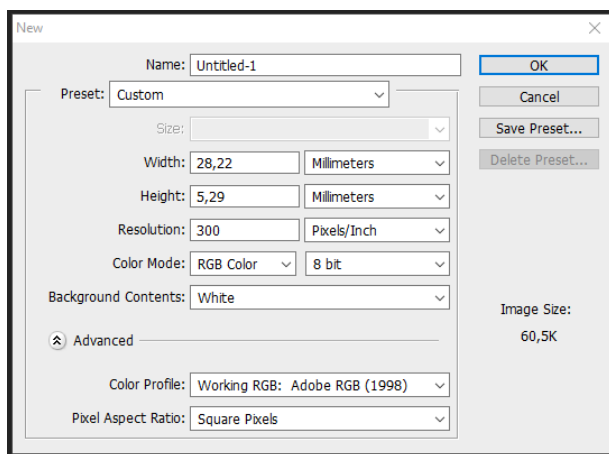 New
Name: Untitled-1
OK
Preset: Custom
Cancel
Size:
Save Preset...
Width: 28,22 Millimeters
Delete Preset...
Height: 5,29 Millimeters
Resolution: 300 Pixels/Inch
Color Mode: RGB Color 8 bit
Background Contents: White
Image Size:
60,5K
Advanced
Color Profile: Working RGB: Adobe RGB (1998)
Pixel Aspect Ratio: Square Pixels